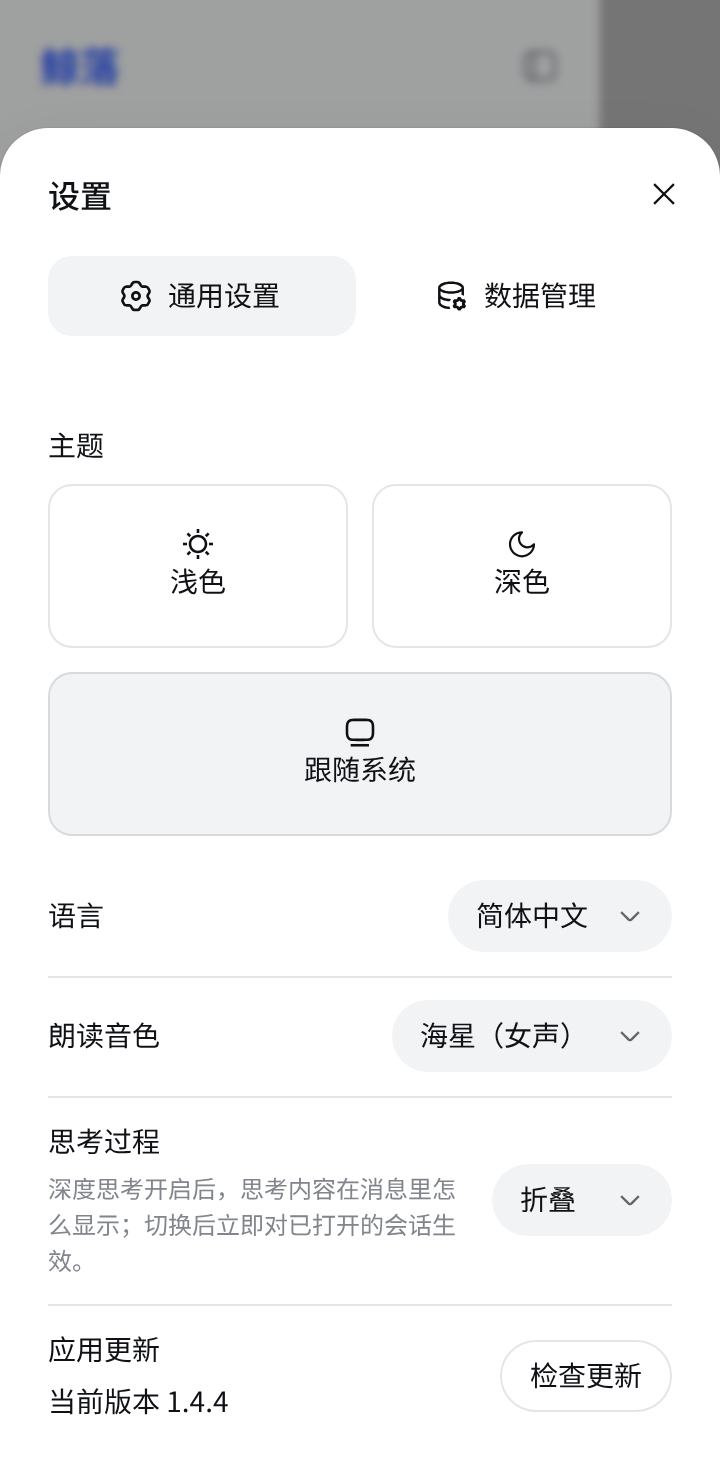 鲸落
设置
通用设置
数据管理
主题
浅色
深色
跟随系统
语言
简体中文
朗读音色
海星（女声）
思考过程
深度思考开启后，思考内容在消息里怎
么显示；切换后立即对已打开的会话生
效。
折叠
应用更新
当前版本 1.4.4
检查更新